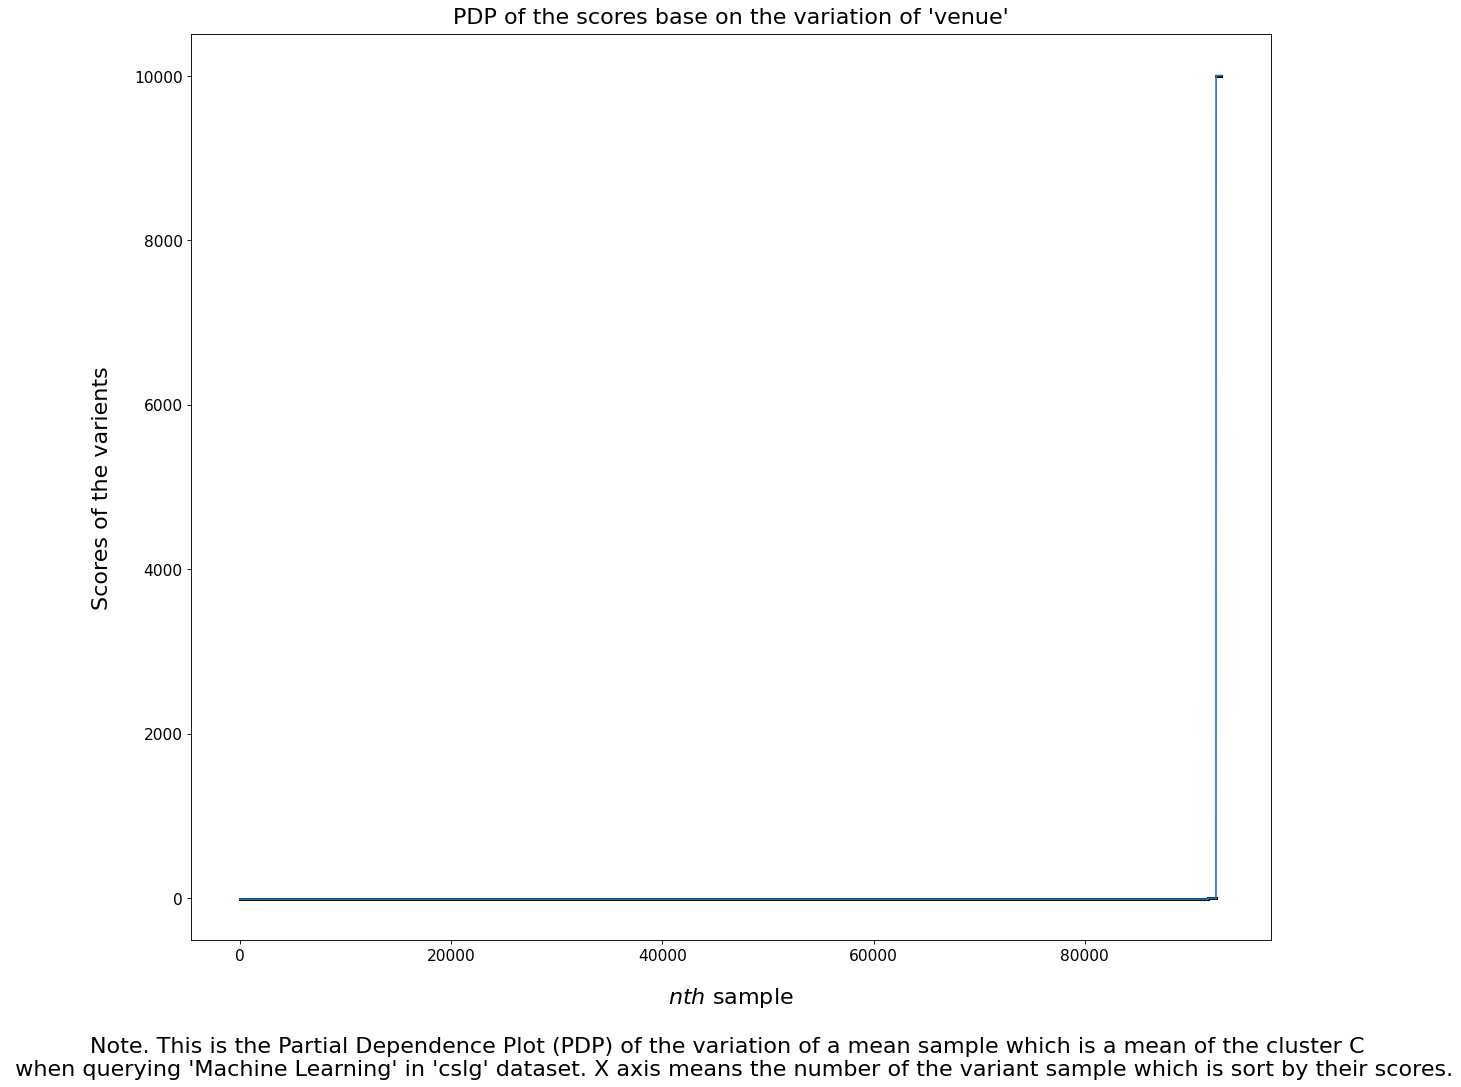 PDP of the scores base on the variation of 'venue'
10000
8000
6000
4000
2000
0
Scores of the varients
0 20000 40000 60000 80000
nth sample
Note. This is the Partial Dependence Plot (PDP) of the variation of a mean sample which is a mean of the cluster C
when querying 'Machine Learning' in 'cslg' dataset. X axis means the number of the variant sample which is sort by their scores.